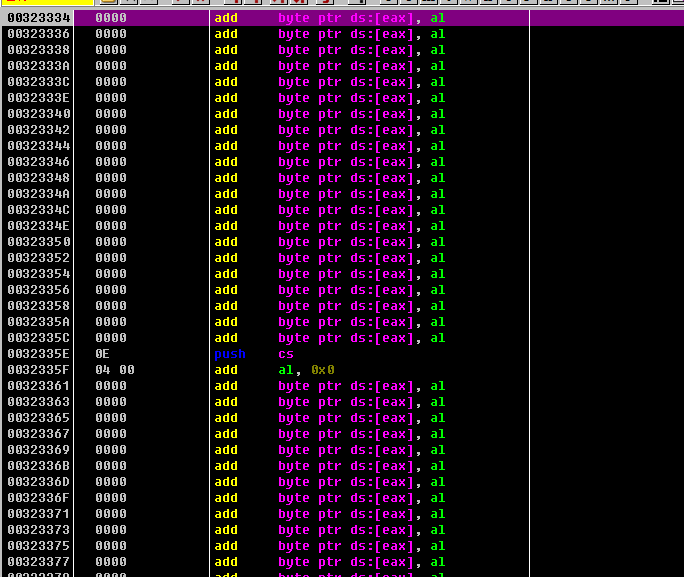 00323334 0000 add byte ptr ds:[eax], al
00323336 0000 add byte ptr ds:[eax], al
00323338 0000 add byte ptr ds:[eax], al
0032333A 0000 add byte ptr ds:[eax], al
0032333C 0000 add byte ptr ds:[eax], al
0032333E 0000 add byte ptr ds:[eax], al
00323340 0000 add byte ptr ds:[eax], al
00323342 0000 add byte ptr ds:[eax], al
00323344 0000 add byte ptr ds:[eax], al
00323346 0000 add byte ptr ds:[eax], al
00323348 0000 add byte ptr ds:[eax], al
0032334A 0000 add byte ptr ds:[eax], al
0032334C 0000 add byte ptr ds:[eax], al
0032334E 0000 add byte ptr ds:[eax], al
00323350 0000 add byte ptr ds:[eax], al
00323352 0000 add byte ptr ds:[eax], al
00323354 0000 add byte ptr ds:[eax], al
00323356 0000 add byte ptr ds:[eax], al
00323358 0000 add byte ptr ds:[eax], al
0032335A 0000 add byte ptr ds:[eax], al
0032335C 0000 add byte ptr ds:[eax], al
0032335E 0E push cs
0032335F 04 00 add al, 0x0
00323361 0000 add byte ptr ds:[eax], al
00323363 0000 add byte ptr ds:[eax], al
00323365 0000 add byte ptr ds:[eax], al
00323367 0000 add byte ptr ds:[eax], al
00323369 0000 add byte ptr ds:[eax], al
0032336B 0000 add byte ptr ds:[eax], al
0032336D 0000 add byte ptr ds:[eax], al
0032336F 0000 add byte ptr ds:[eax], al
00323371 0000 add byte ptr ds:[eax], al
00323373 0000 add byte ptr ds:[eax], al
00323375 0000 add byte ptr ds:[eax], al
00323377 0000 add byte ptr ds:[eax], al